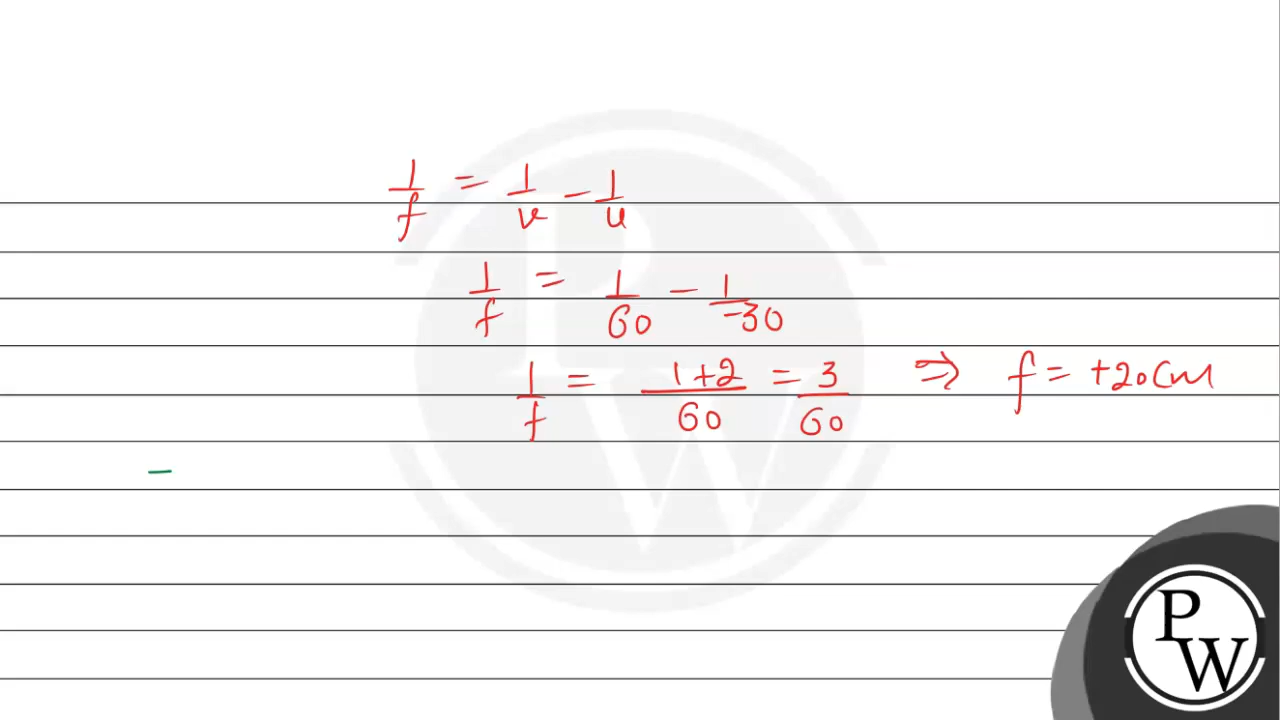 1/f = 1/v - 1/u
1/f = 1/60 - 1/-30
1/f = 1+2/60 = 3/60 ⇒ f = +20cm
PW